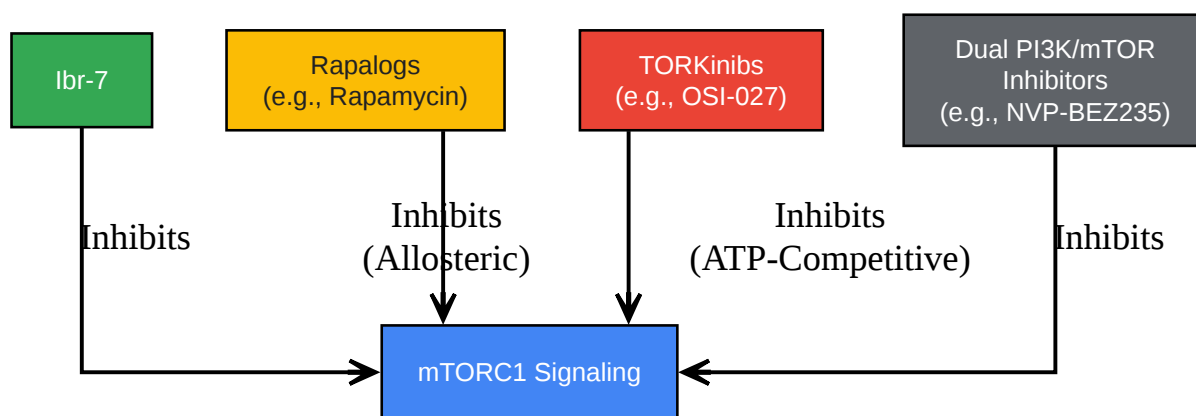 Ibr-7
Rapalogs
(e.g., Rapamycin)
TORKinibs
(e.g., OSI-027)
Dual PI3K/mTOR
Inhibitors
(e.g., NVP-BEZ235)
Inhibits
Inhibits
(Allosteric)
Inhibits
(ATP-Competitive)
Inhibits
mTORC1 Signaling